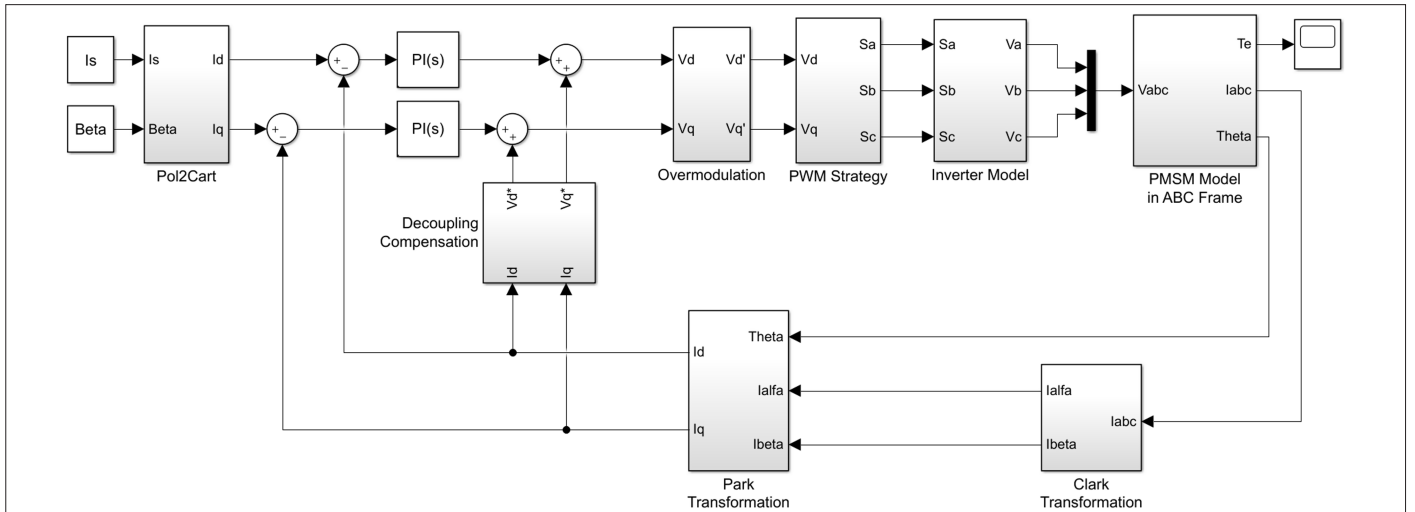 Is
Beta
Is
Beta
Id
Iq
Pol2Cart
+
−
+
−
PI(s)
PI(s)
+
+
+
+
Decoupling
Compensation
Vd*
Vq*
Id
Iq
Vd
Vq
Vd'
Vq'
Overmodulation
Vd
Vq
Sa
Sb
Sc
PWM Strategy
Sa
Sb
Sc
Va
Vb
Vc
Inverter Model
Vabc
Te
Iabc
Theta
PMSM Model
in ABC Frame
Id
Iq
Theta
Ialfa
Ibeta
Park
Transformation
Ialfa
Ibeta
Iabc
Clark
Transformation